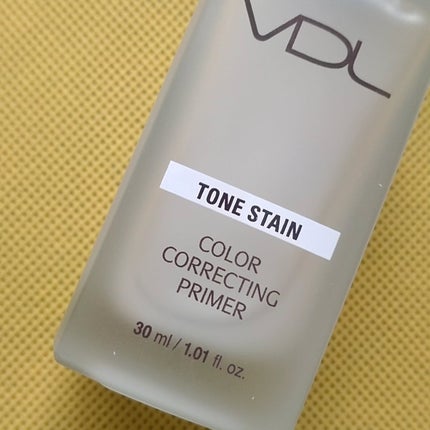 VDL
TONE STAIN
COLOR
CORRECTING
PRIMER
30 ml / 1.01 fl. oz.